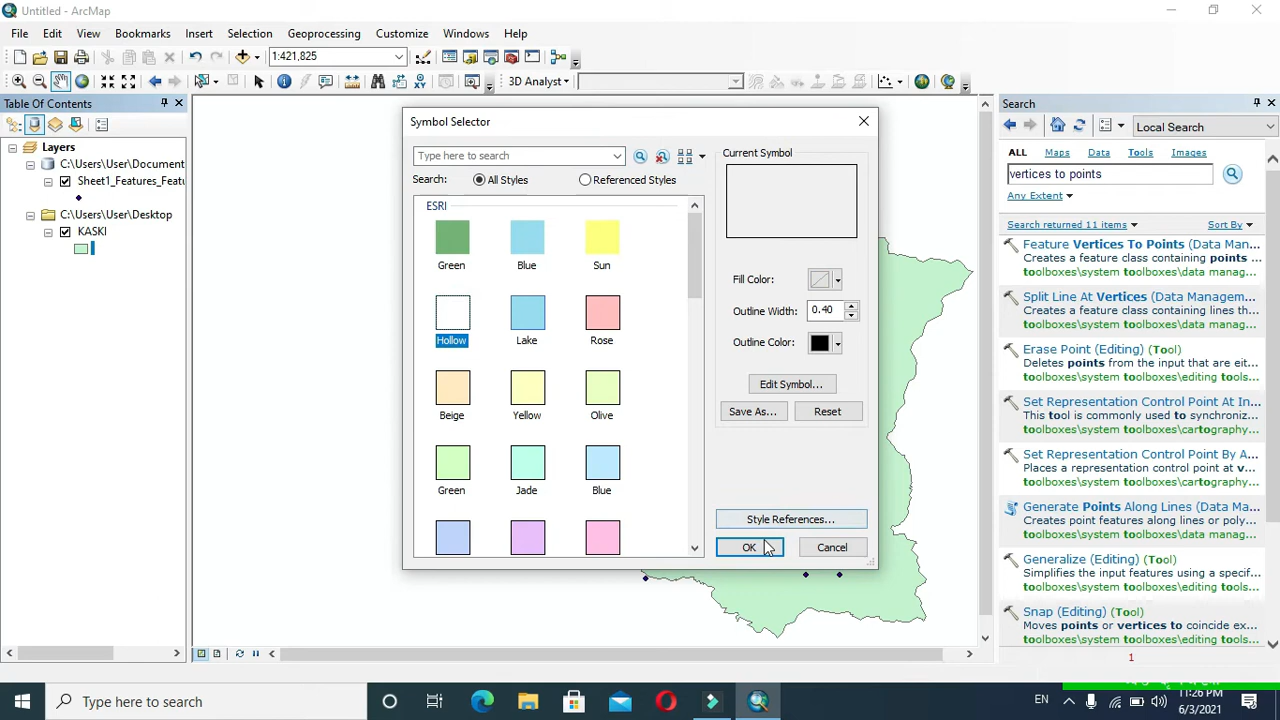 Untitled - ArcMap
File Edit View Bookmarks Insert Selection Geoprocessing Customize Windows Help
1:421,825
3D Analyst
Table Of Contents
Layers
C:\Users\User\Document
Sheet1_Features_Featu
C:\Users\User\Desktop
KASKI
Symbol Selector
Type here to search
Search: All Styles Referenced Styles
ESRI
Green Blue Sun
Hollow Lake Rose
Beige Yellow Olive
Green Jade Blue
Current Symbol
Fill Color:
Outline Width: 0.40
Outline Color:
Edit Symbol...
Save As... Reset
Style References...
OK Cancel
Search
Local Search
ALL Maps Data Tools Images
vertices to points
Any Extent
Search returned 11 items Sort By
Feature Vertices To Points (Data Man...
Creates a feature class containing points ...
toolboxes\system toolboxes\data manag...
Split Line At Vertices (Data Management...
Creates a feature class containing lines th...
toolboxes\system toolboxes\data manag...
Erase Point (Editing) (Tool)
Deletes points from the input that are eit...
toolboxes\system toolboxes\editing tools...
Set Representation Control Point At In...
This tool is commonly used to synchroniz...
toolboxes\system toolboxes\cartography...
Set Representation Control Point By A...
Places a representation control point at v...
toolboxes\system toolboxes\cartography...
Generate Points Along Lines (Data Ma...
Creates point features along lines or poly...
toolboxes\system toolboxes\data manag...
Generalize (Editing) (Tool)
Simplifies the input features using a specif...
toolboxes\system toolboxes\editing tools...
Snap (Editing) (Tool)
Moves points or vertices to coincide ex...
toolboxes\system toolboxes\editing tools...
1
Type here to search
EN
11:26 PM
6/3/2021